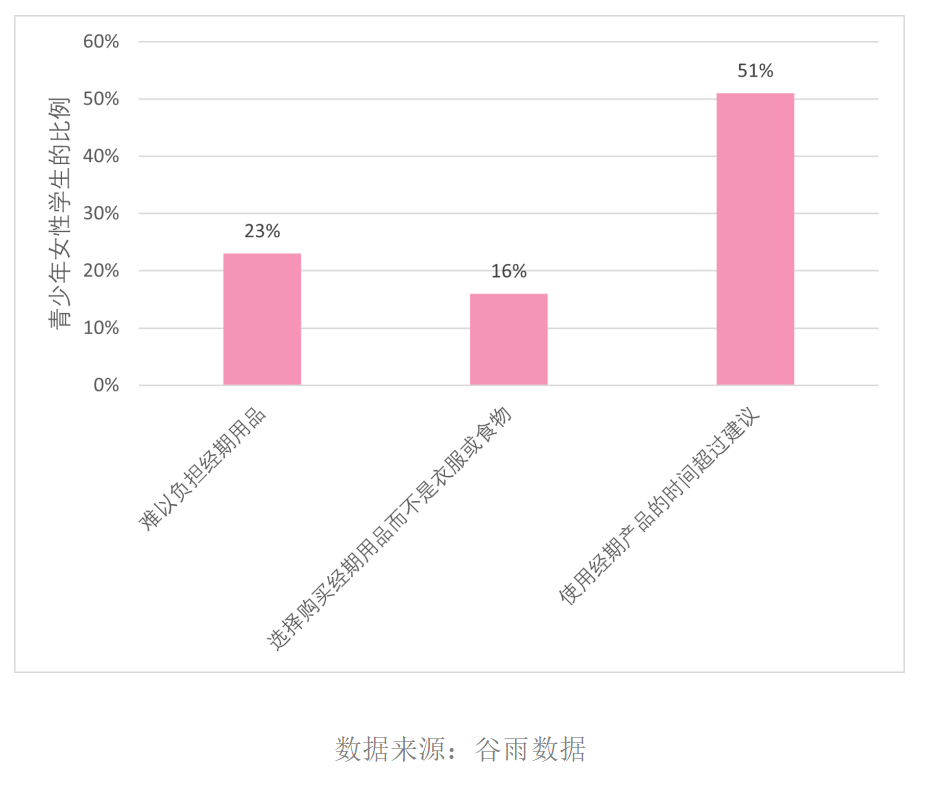 60%
50%
40%
30%
20%
10%
0%
青少年女性学生的比例
23%
16%
51%
难以负担经期用品
选择购买经期用品而不是衣服或食物
使用经期产品的时间超过建议
数据来源：谷雨数据